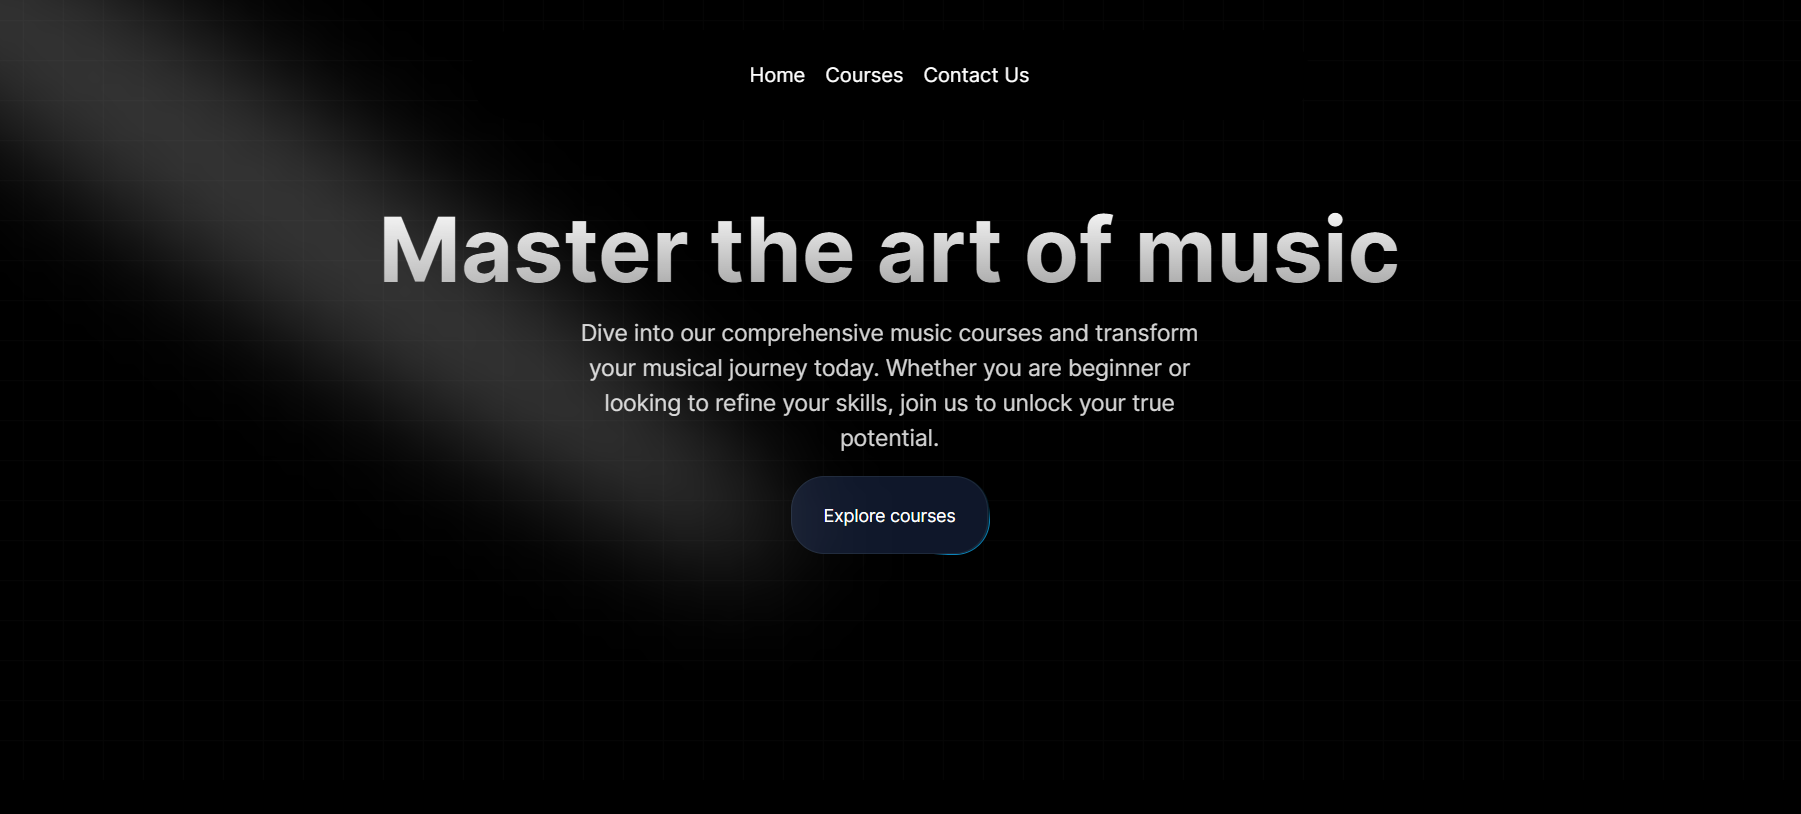 Home Courses Contact Us
Master the art of music
Dive into our comprehensive music courses and transform
your musical journey today. Whether you are beginner or
looking to refine your skills, join us to unlock your true
potential.
Explore courses